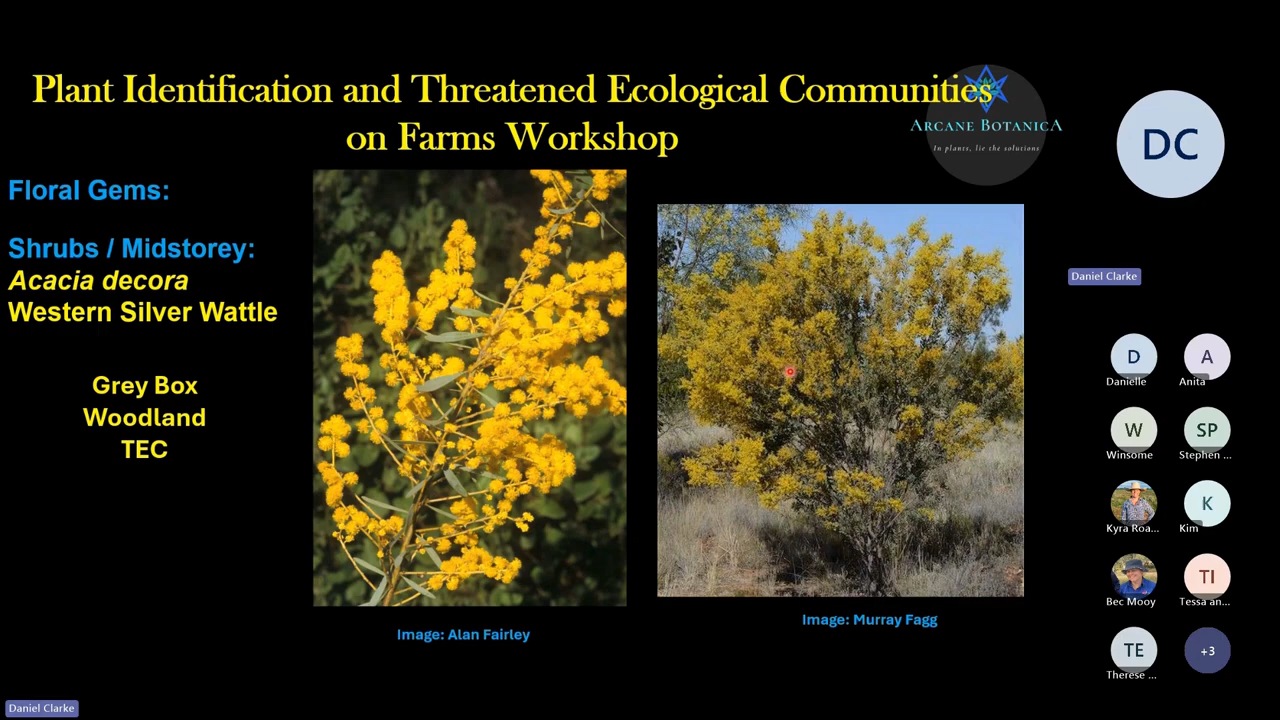 Plant Identification and Threatened Ecological Communities
on Farms Workshop
ARCANE BOTANICA
In plants, lie the solutions
Floral Gems:
Shrubs / Midstorey:
Acacia decora
Western Silver Wattle
Grey Box
Woodland
TEC
Image: Alan Fairley
Image: Murray Fagg
DC
Daniel Clarke
D
Danielle
A
Anita
W
Winsome
SP
Stephen ...
Kyra Roa...
K
Kim
Bec Mooy
TI
Tessa an...
TE
Therese ...
+3
Daniel Clarke